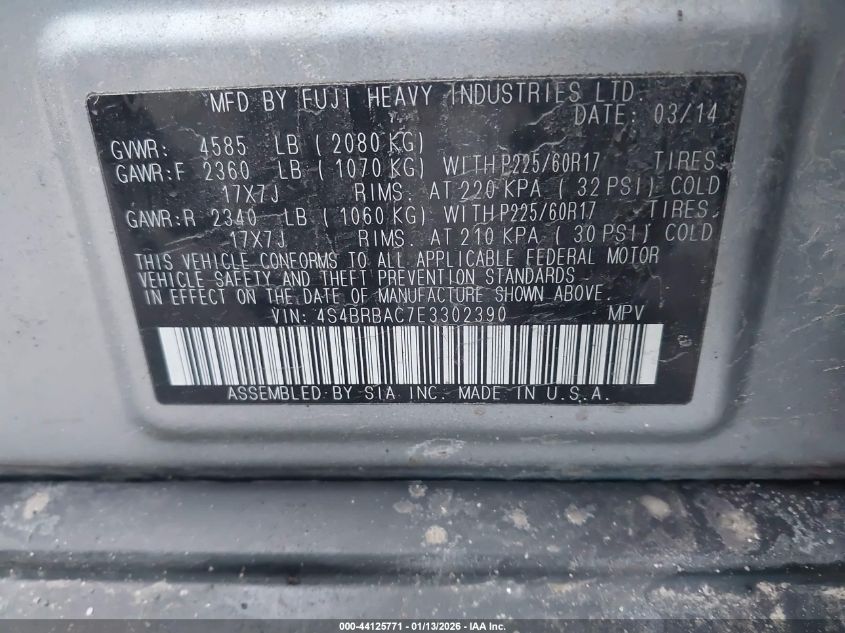 MFD BY FUJI HEAVY INDUSTRIES LTD.
DATE: 03/14
GVWR: 4585 LB (2080 KG)
GAWR:F 2360 LB (1070 KG) WITH P225/60R17 TIRES
17X7J RIMS. AT 220 KPA (32 PSI) COLD
GAWR:R 2340 LB (1060 KG) WITH P225/60R17 TIRES
17X7J RIMS. AT 210 KPA (30 PSI) COLD
THIS VEHICLE CONFORMS TO ALL APPLICABLE FEDERAL MOTOR
VEHICLE SAFETY AND THEFT PREVENTION STANDARDS
IN EFFECT ON THE DATE OF MANUFACTURE SHOWN ABOVE.
VIN: 4S4BRBAC7E3302390 MPV
ASSEMBLED BY SIA INC. MADE IN U.S.A.
000-44125771 - 01/13/2026 - IAA Inc.